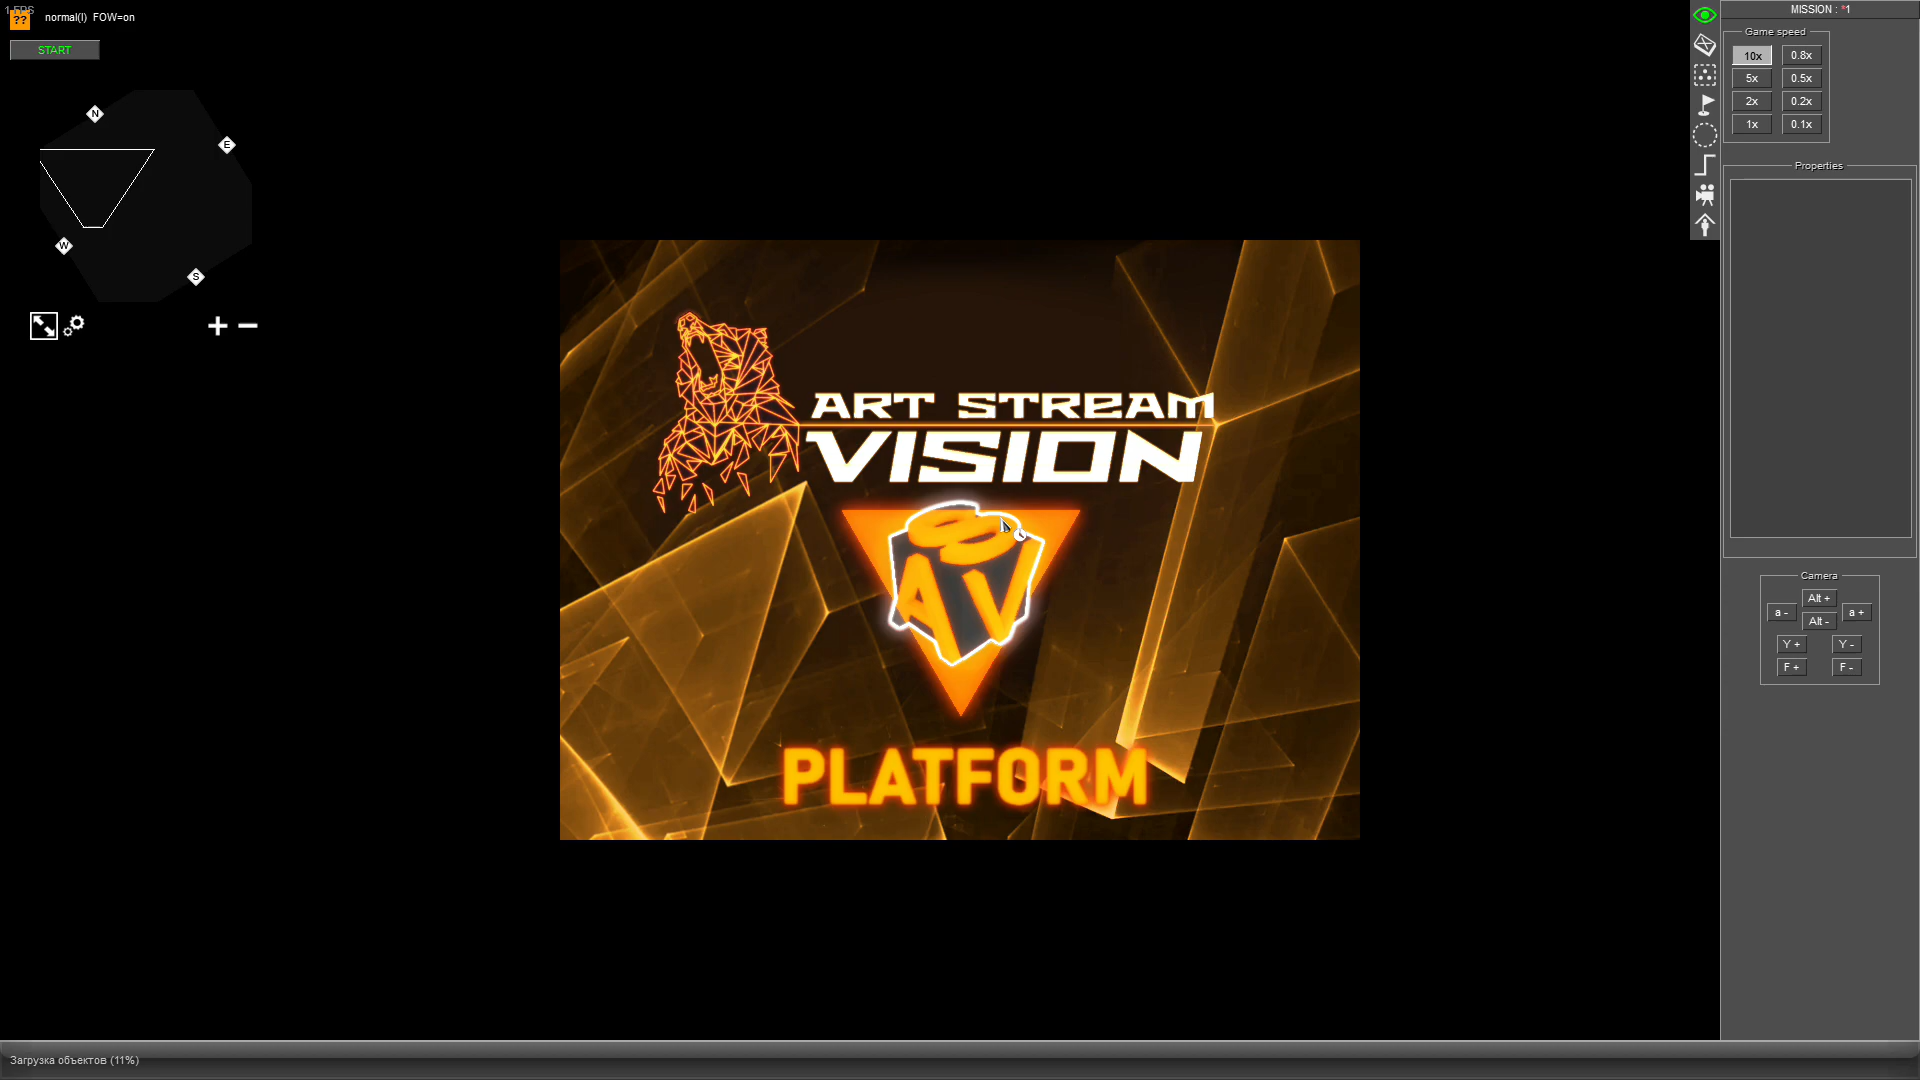 1 FPS
??
normal(I) FOW=on
START
N
E
W
S
ART STREAM
VISION
AV
PLATFORM
MISSION : *1
Game speed
10x 0.8x
5x 0.5x
2x 0.2x
1x 0.1x
Properties
Camera
Alt +
a - a +
Alt -
Y + Y -
F + F -
Загрузка объектов (11%)